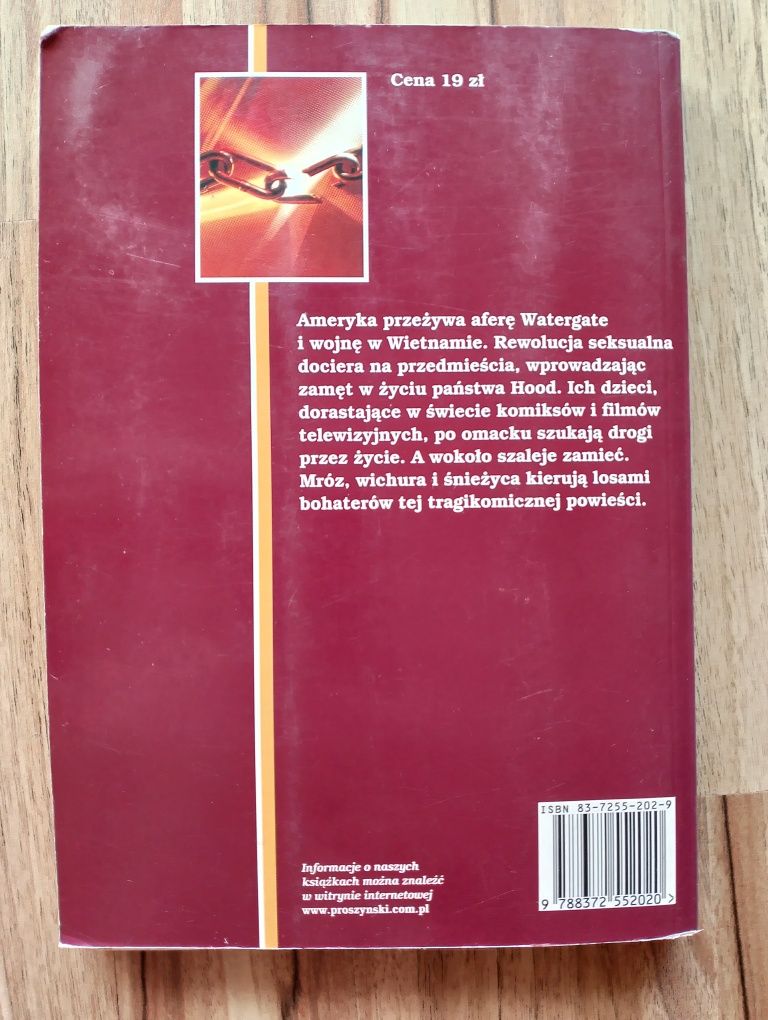 Cena 19 zł
Ameryka przeżywa aferę Watergate
i wojnę w Wietnamie. Rewolucja seksualna
dociera na przedmieścia, wprowadzając
zamęt w życiu państwa Hood. Ich dzieci,
dorastające w świecie komiksów i filmów
telewizyjnych, po omacku szukają drogi
przez życie. A wokoło szaleje zamieć.
Mróz, wichura i śnieżyca kierują losami
bohaterów tej tragikomicznej powieści.
ISBN 83-7255-202-9
9 788372 552020 >
Informacje o naszych
książkach można znaleźć
w witrynie internetowej
www.proszynski.com.pl